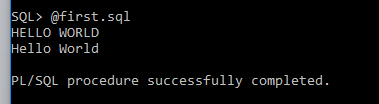 SQL> @first.sql
HELLO WORLD
Hello World
PL/SQL procedure successfully completed.